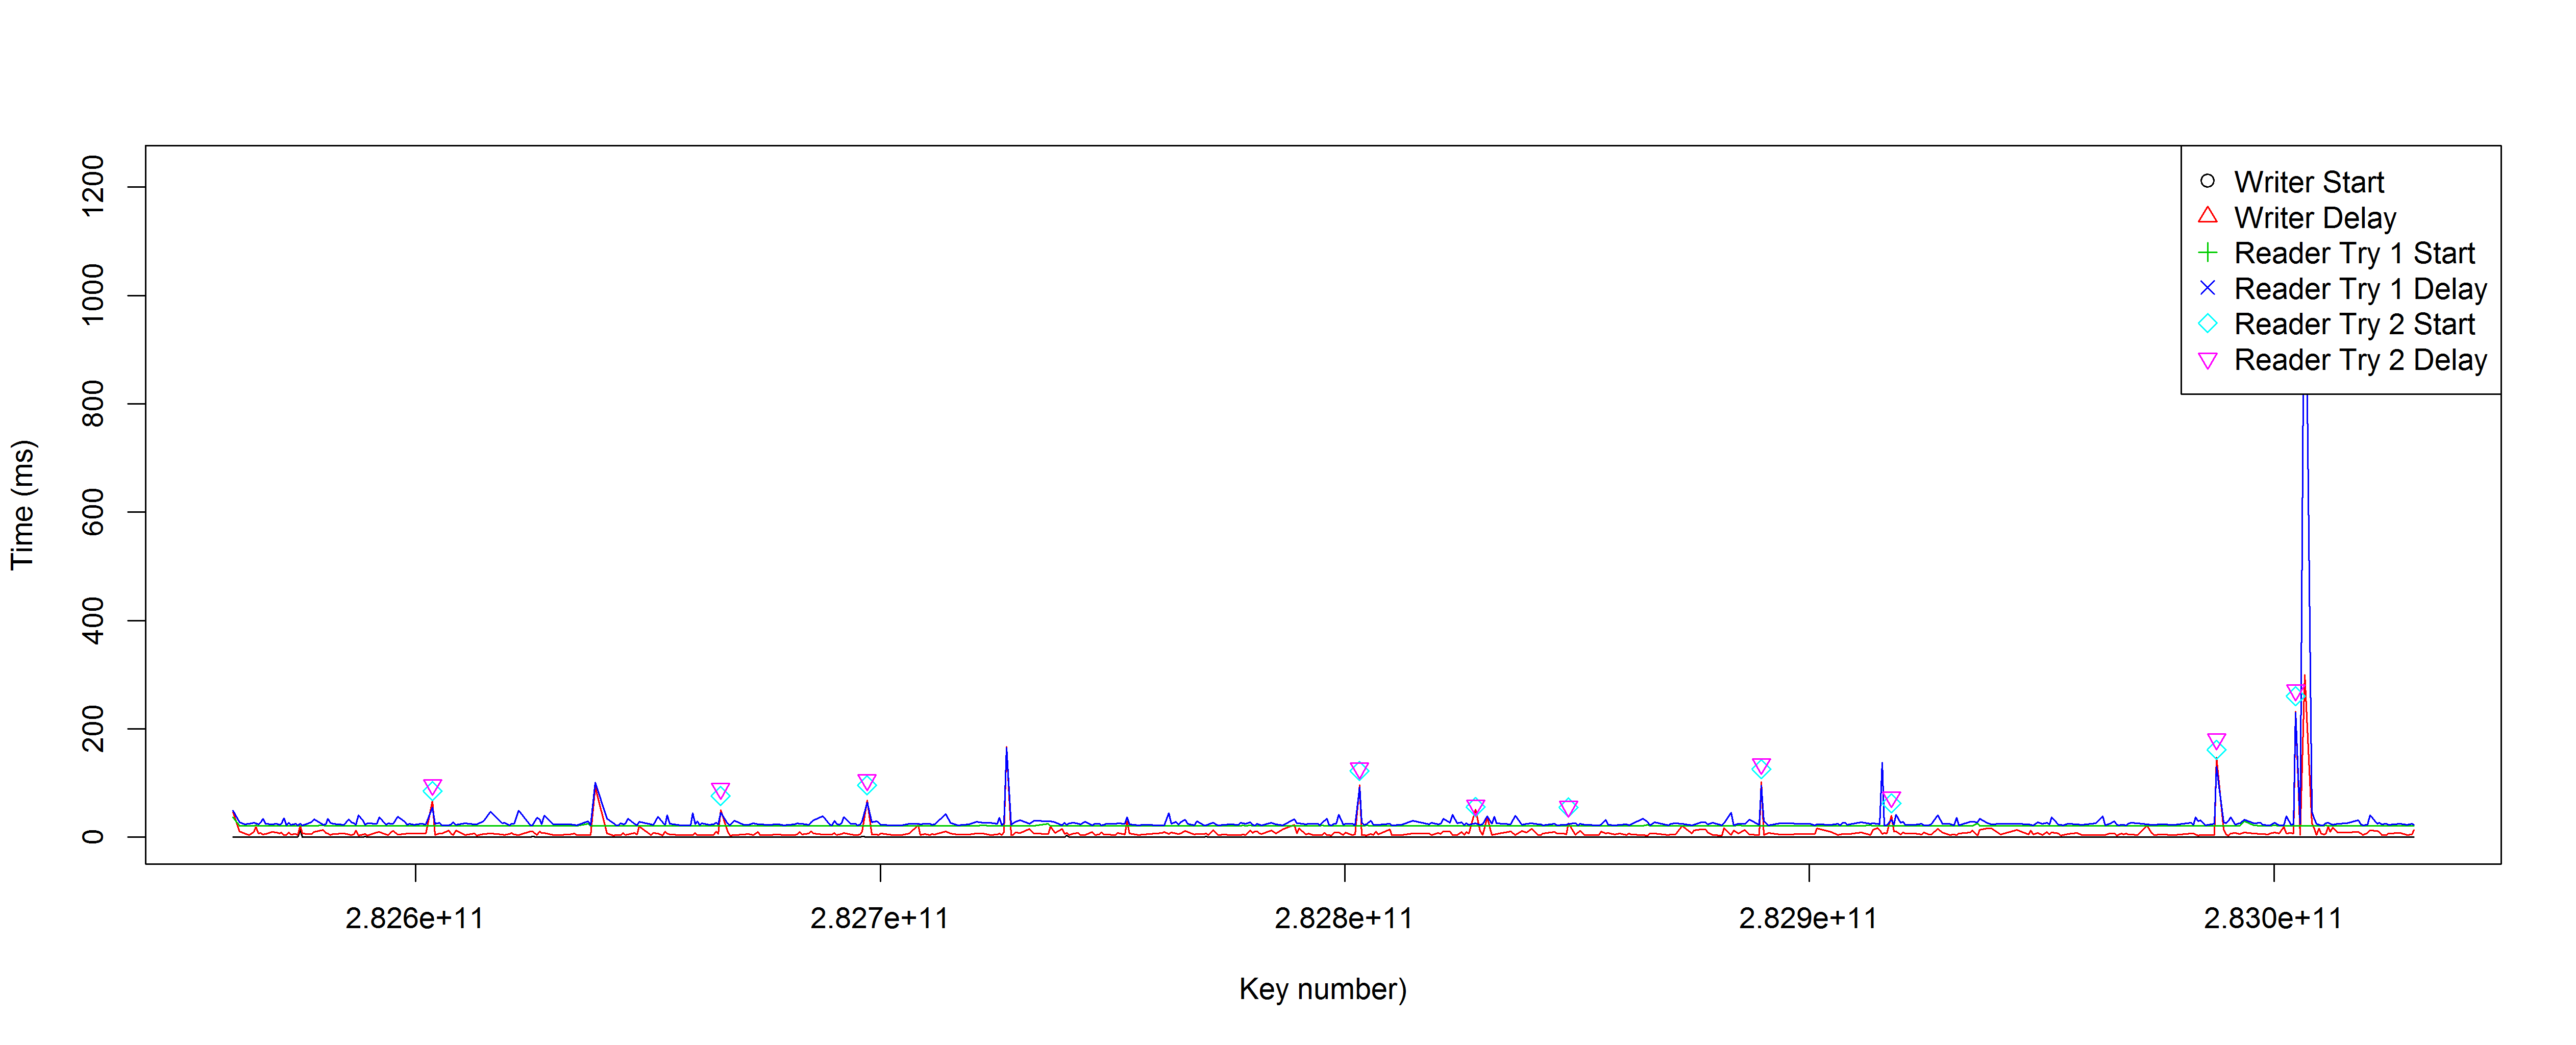 1200
1000
800
600
400
200
0
Time (ms)
Writer Start
Writer Delay
Reader Try 1 Start
Reader Try 1 Delay
Reader Try 2 Start
Reader Try 2 Delay
2.826e+11 2.827e+11 2.828e+11 2.829e+11 2.830e+11
Key number)